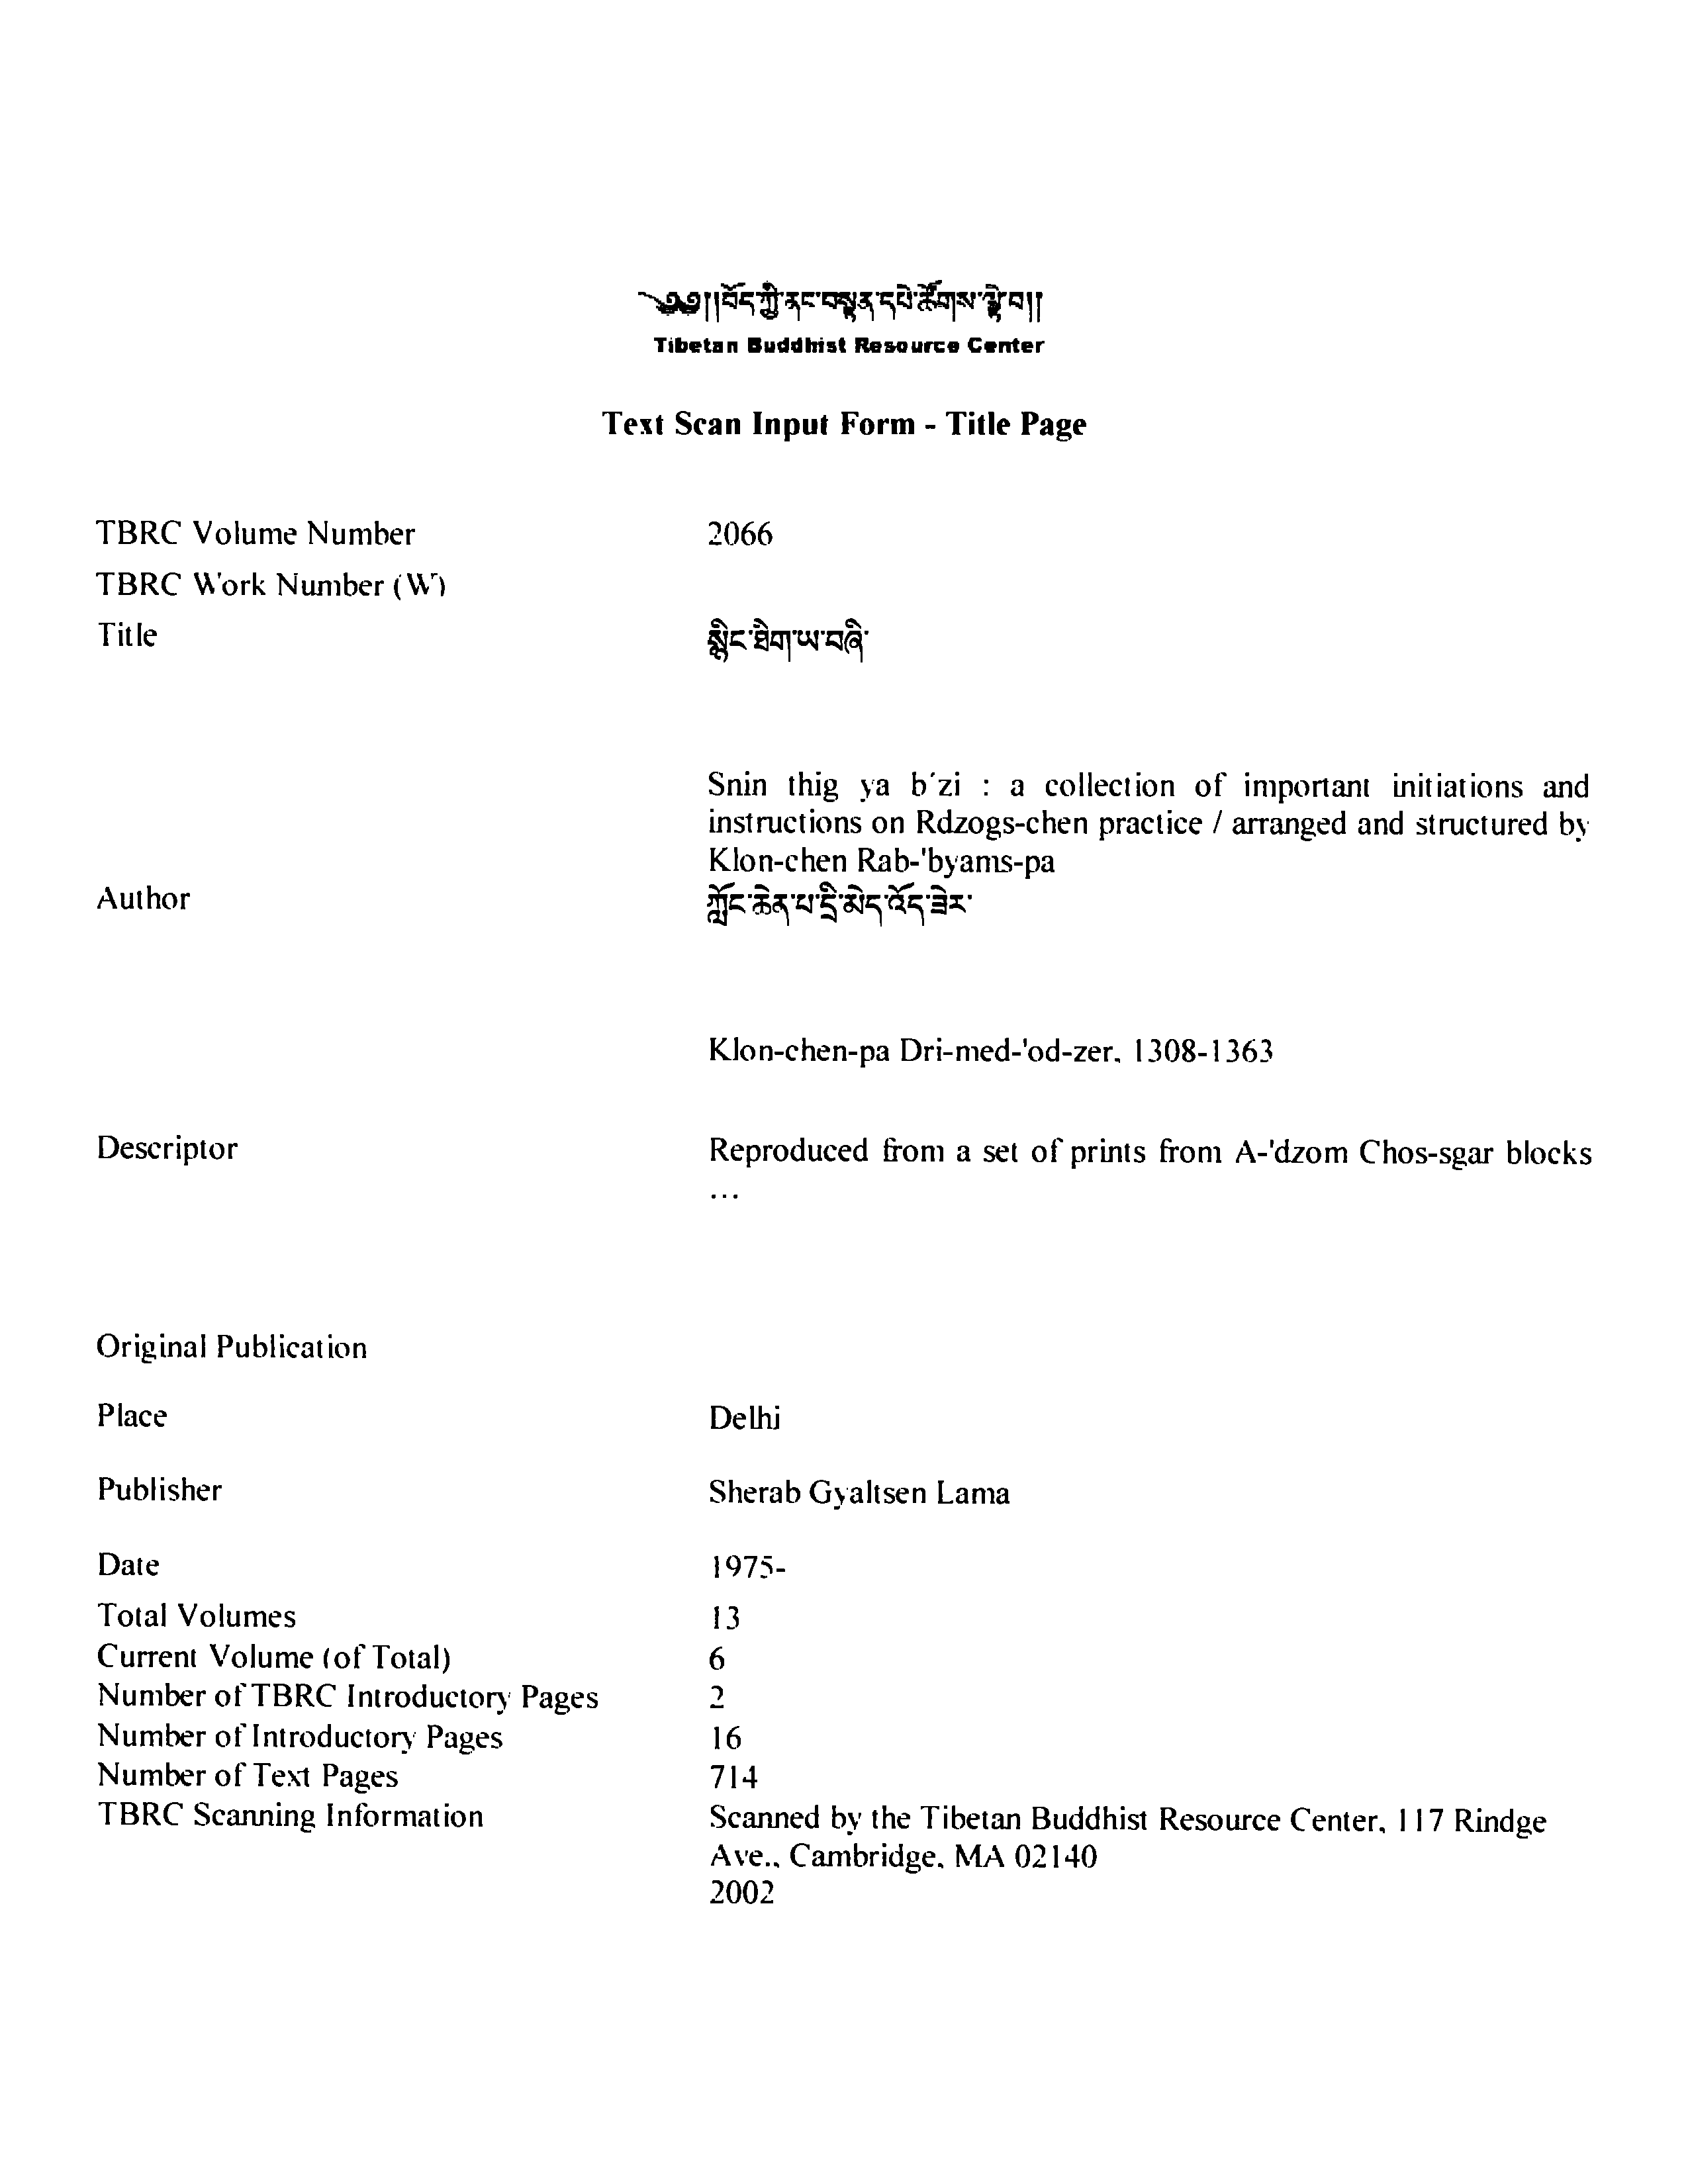 ༄༅།།བོད་ཀྱི་ནང་བསྟན་དཔེ་ཚོགས་ལྟེ་བ།།
Tibetan Buddhist Resource Center
Text Scan Input Form - Title Page
TBRC Volume Number 2066
TBRC Work Number (W)
Title སྙིང་ཐིག་ཡ་བཞི་
Snin thig ya b´zi : a collection of important initiations and
instructions on Rdzogs-chen practice / arranged and structured by
Klon-chen Rab-'byams-pa
Author ཀློང་ཆེན་པ་དྲི་མེད་འོད་ཟེར་
Klon-chen-pa Dri-med-'od-zer, 1308-1363
Descriptor Reproduced from a set of prints from A-'dzom Chos-sgar blocks
...
Original Publication
Place Delhi
Publisher Sherab Gyaltsen Lama
Date 1975-
Total Volumes 13
Current Volume (of Total) 6
Number of TBRC Introductory Pages 2
Number of Introductory Pages 16
Number of Text Pages 714
TBRC Scanning Information Scanned by the Tibetan Buddhist Resource Center, 117 Rindge
Ave., Cambridge, MA 02140
2002